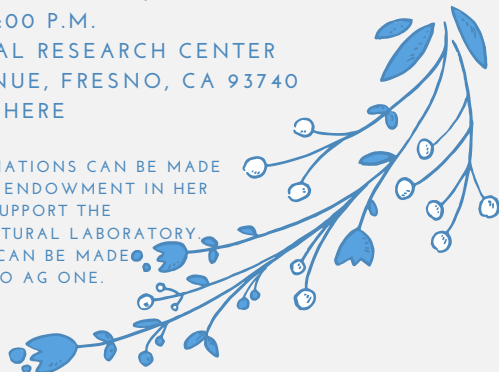 :00 P.M.
AL RESEARCH CENTER
NUE, FRESNO, CA 93740
HERE
NATIONS CAN BE MADE
ENDOWMENT IN HER
UPPORT THE
TURAL LABORATORY.
CAN BE MADE
O AG ONE.